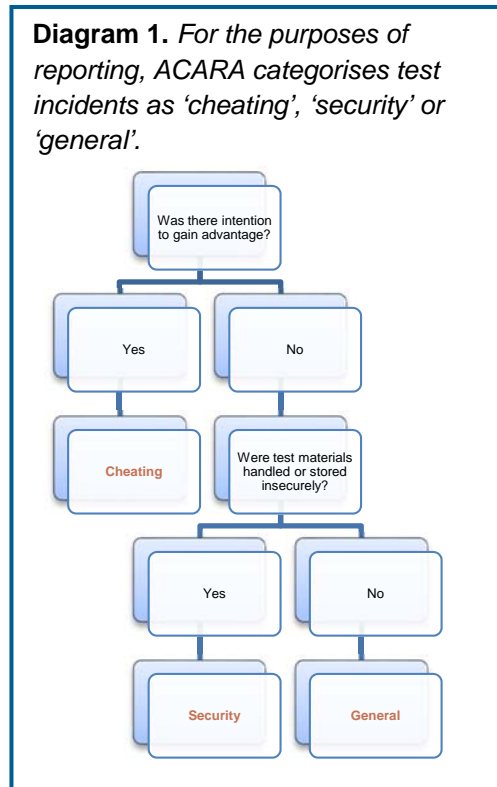 Diagram 1. For the purposes of
reporting, ACARA categorises test
incidents as ‘cheating’, ‘security’ or
‘general’.
Was there intention
to gain advantage?
Yes
No
Cheating
Were test materials
handled or stored
insecurely?
Yes
No
Security
General